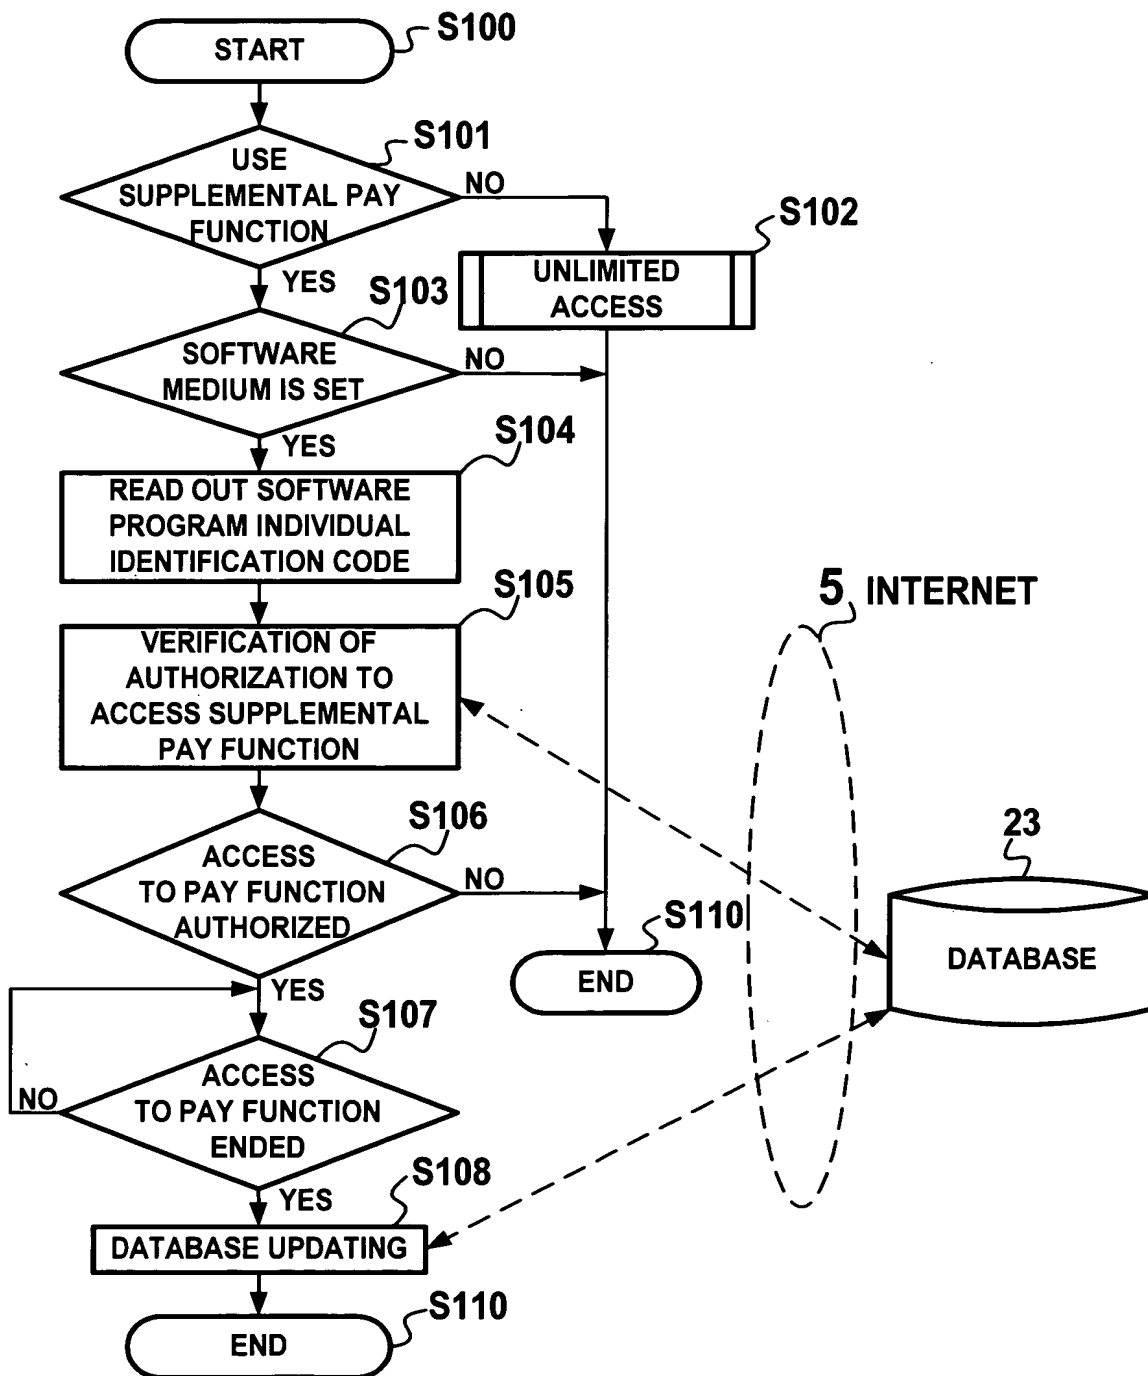 START
S100
USE
SUPPLEMENTAL PAY
FUNCTION
S101
NO
YES
UNLIMITED
ACCESS
S102
SOFTWARE
MEDIUM IS SET
S103
NO
YES
READ OUT SOFTWARE
PROGRAM INDIVIDUAL
IDENTIFICATION CODE
S104
VERIFICATION OF
AUTHORIZATION TO
ACCESS SUPPLEMENTAL
PAY FUNCTION
S105
5 INTERNET
ACCESS
TO PAY FUNCTION
AUTHORIZED
S106
NO
YES
END
S110
23
DATABASE
ACCESS
TO PAY FUNCTION
ENDED
S107
NO
YES
DATABASE UPDATING
S108
END
S110